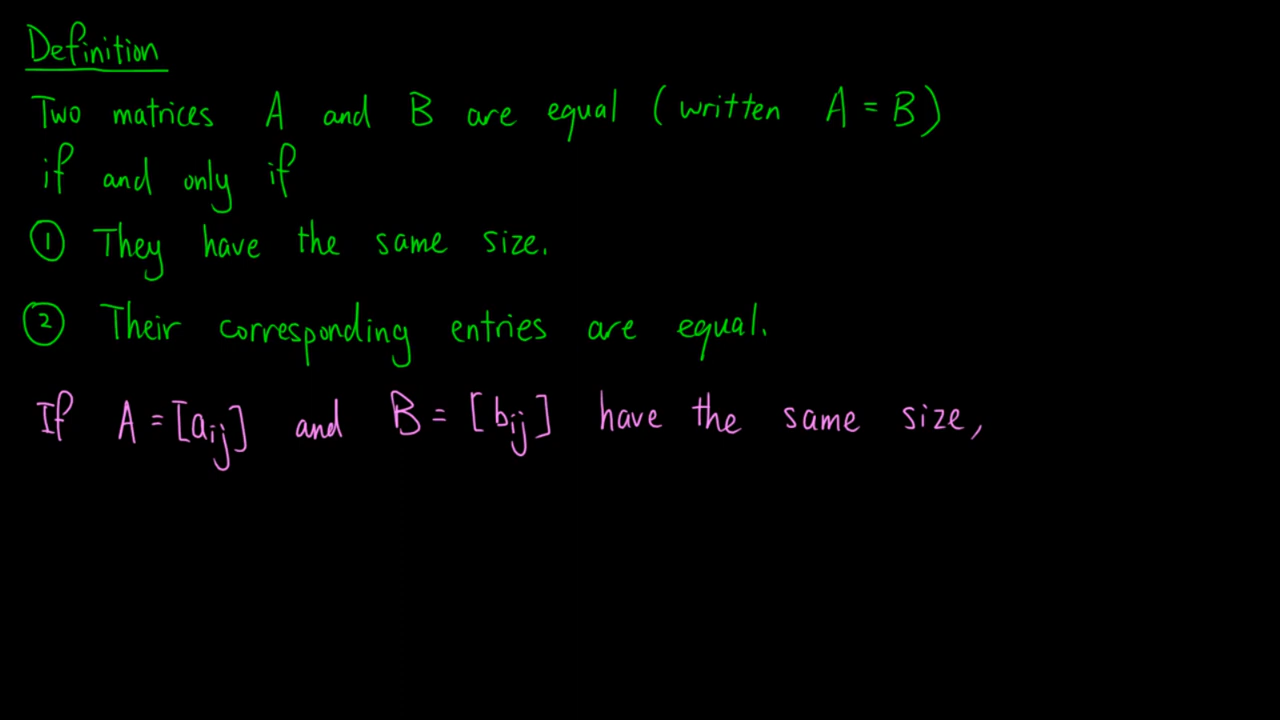 Definition
Two matrices A and B are equal (written A = B)
if and only if
① They have the same size.
② Their corresponding entries are equal.
If A = [aij] and B = [bij] have the same size,